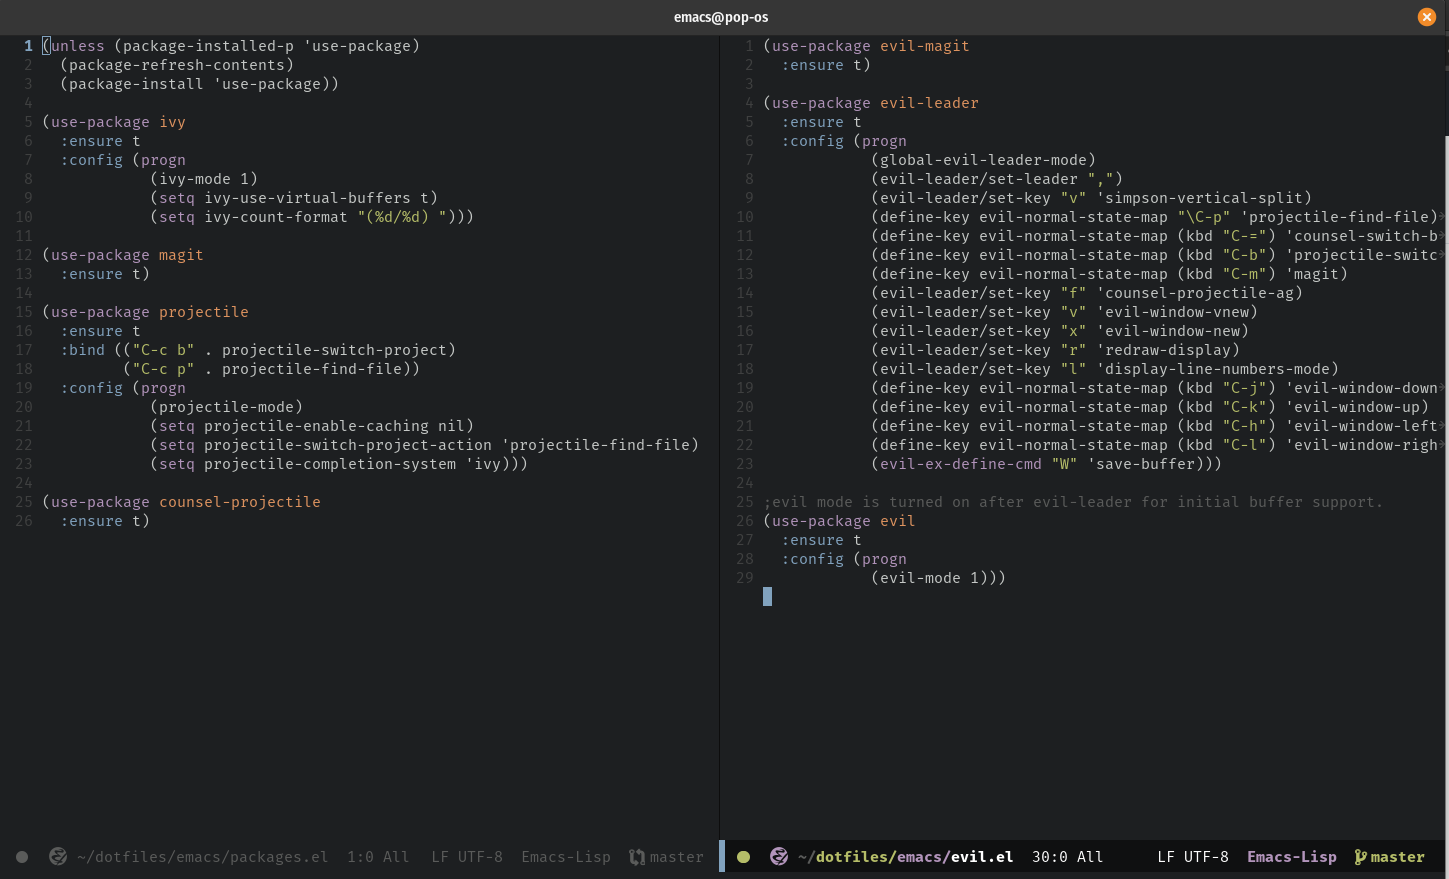 emacs@pop-os
1 (unless (package-installed-p 'use-package)
2   (package-refresh-contents)
3   (package-install 'use-package))
4
5 (use-package ivy
6   :ensure t
7   :config (progn
8             (ivy-mode 1)
9             (setq ivy-use-virtual-buffers t)
10             (setq ivy-count-format "(%d/%d) ")))
11
12 (use-package magit
13   :ensure t)
14
15 (use-package projectile
16   :ensure t
17   :bind (("C-c b" . projectile-switch-project)
18          ("C-c p" . projectile-find-file))
19   :config (progn
20             (projectile-mode)
21             (setq projectile-enable-caching nil)
22             (setq projectile-switch-project-action 'projectile-find-file)
23             (setq projectile-completion-system 'ivy)))
24
25 (use-package counsel-projectile
26   :ensure t)
~/dotfiles/emacs/packages.el 1:0 All LF UTF-8 Emacs-Lisp master
1 (use-package evil-magit
2   :ensure t)
3
4 (use-package evil-leader
5   :ensure t
6   :config (progn
7             (global-evil-leader-mode)
8             (evil-leader/set-leader ",")
9             (evil-leader/set-key "v" 'simpson-vertical-split)
10             (define-key evil-normal-state-map "\C-p" 'projectile-find-file)
11             (define-key evil-normal-state-map (kbd "C-=") 'counsel-switch-b
12             (define-key evil-normal-state-map (kbd "C-b") 'projectile-switc
13             (define-key evil-normal-state-map (kbd "C-m") 'magit)
14             (evil-leader/set-key "f" 'counsel-projectile-ag)
15             (evil-leader/set-key "v" 'evil-window-vnew)
16             (evil-leader/set-key "x" 'evil-window-new)
17             (evil-leader/set-key "r" 'redraw-display)
18             (evil-leader/set-key "l" 'display-line-numbers-mode)
19             (define-key evil-normal-state-map (kbd "C-j") 'evil-window-down
20             (define-key evil-normal-state-map (kbd "C-k") 'evil-window-up)
21             (define-key evil-normal-state-map (kbd "C-h") 'evil-window-left
22             (define-key evil-normal-state-map (kbd "C-l") 'evil-window-righ
23             (evil-ex-define-cmd "W" 'save-buffer)))
24
25 ;evil mode is turned on after evil-leader for initial buffer support.
26 (use-package evil
27   :ensure t
28   :config (progn
29             (evil-mode 1)))
~/dotfiles/emacs/evil.el 30:0 All LF UTF-8 Emacs-Lisp master